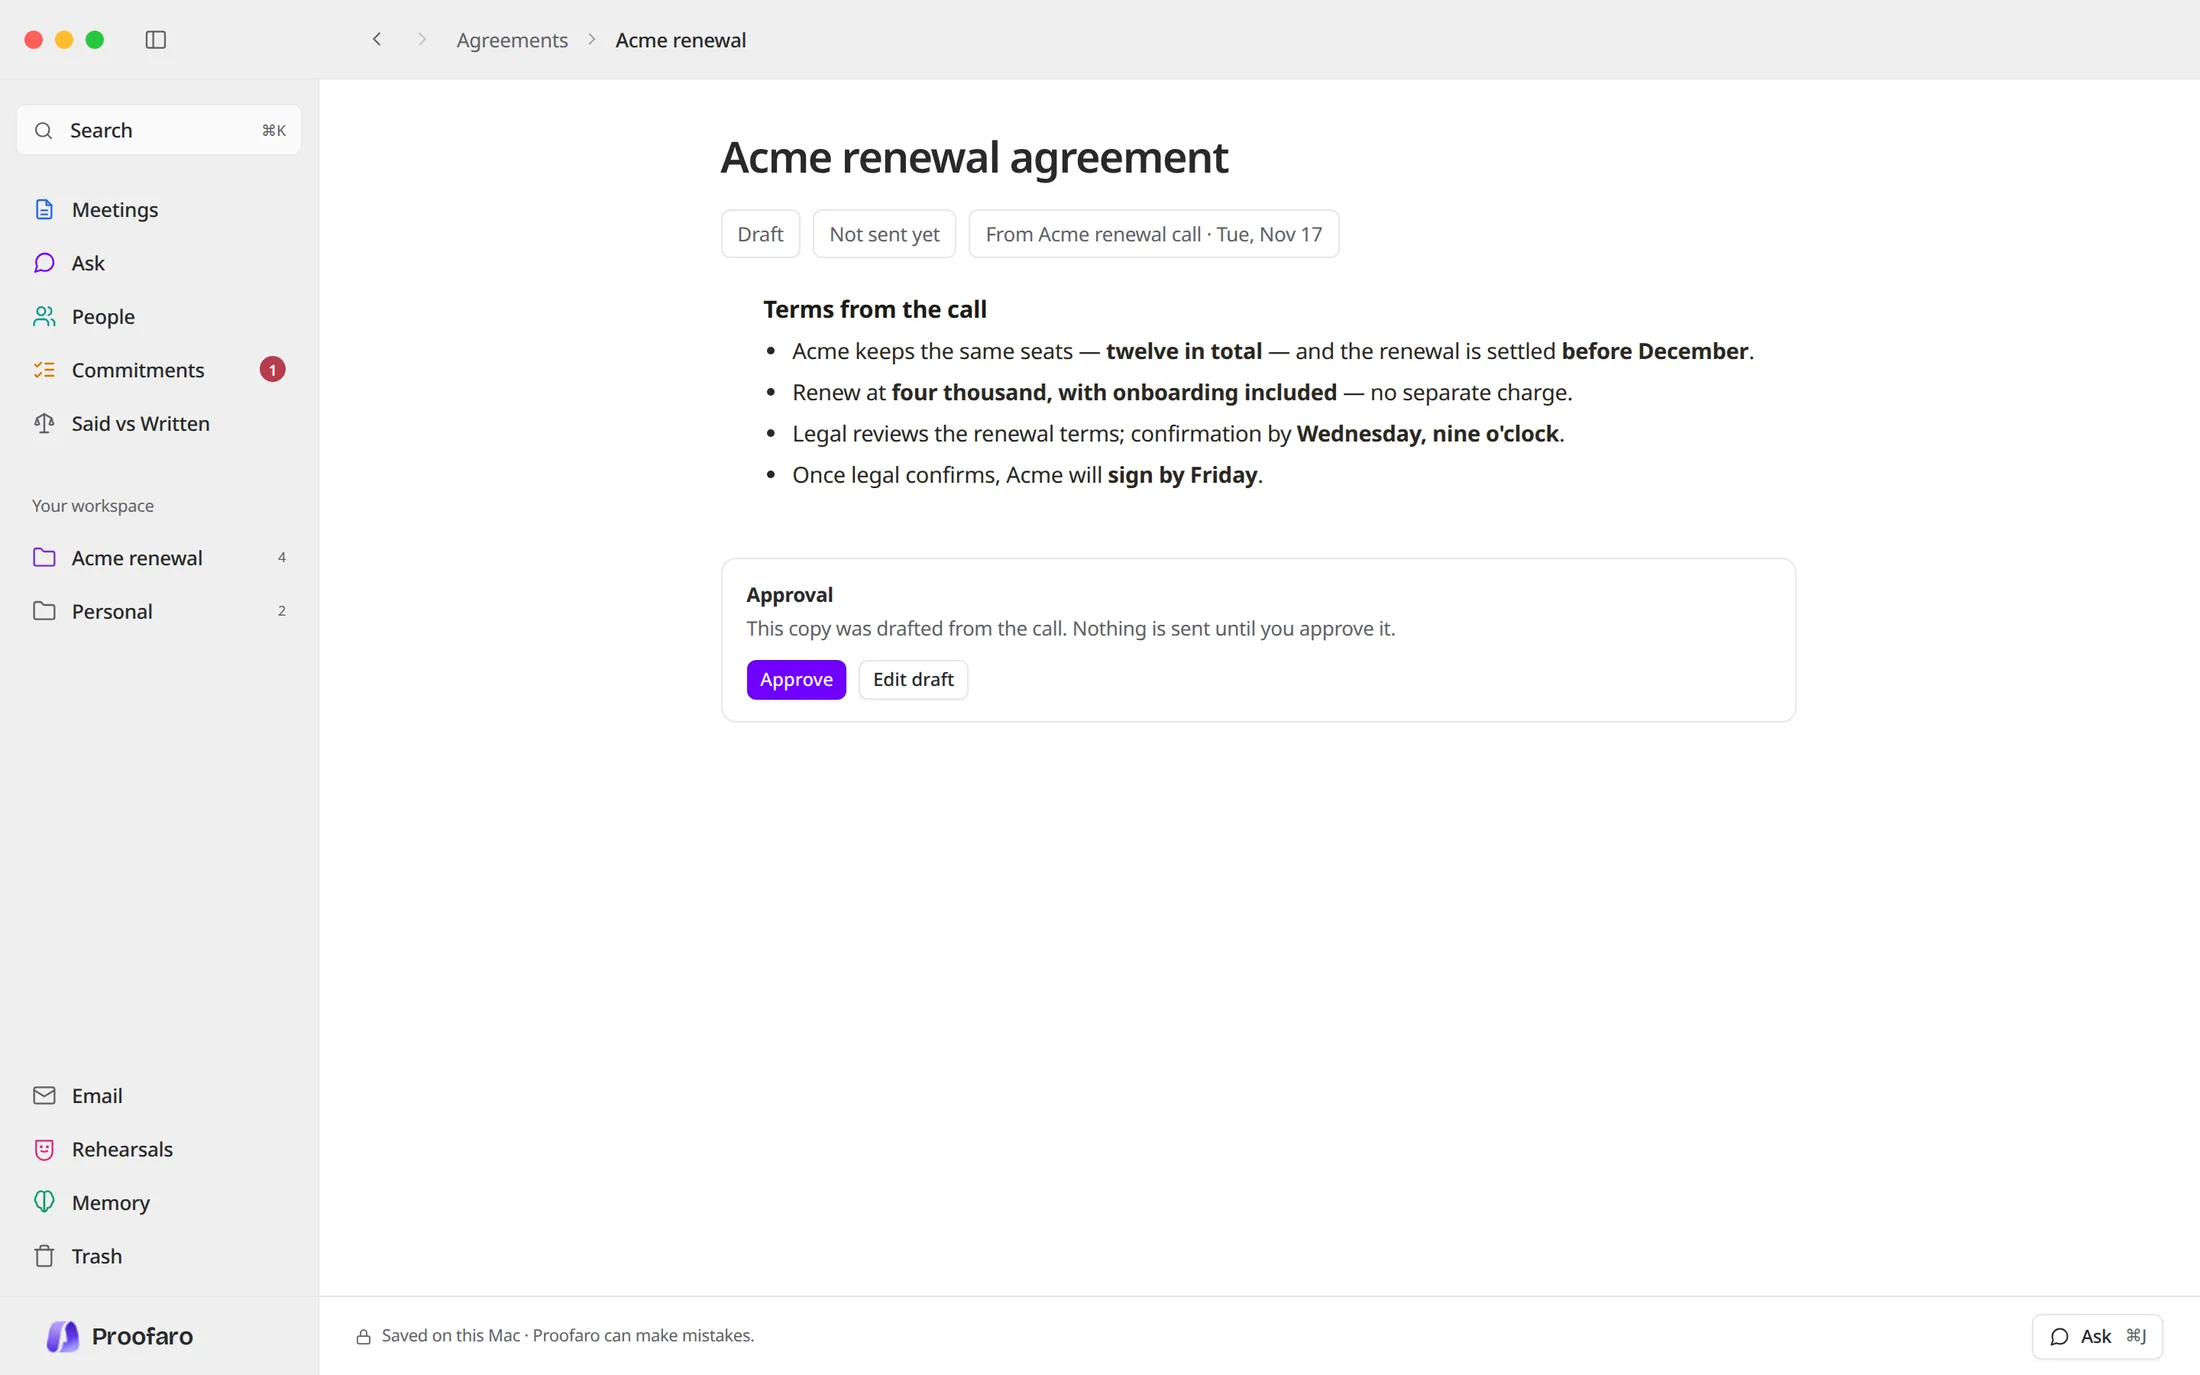 Agreements > Acme renewal
Search ⌘K
Meetings
Ask
People
Commitments 1
Said vs Written
Your workspace
Acme renewal 4
Personal 2
Email
Rehearsals
Memory
Trash
Proofaro
Acme renewal agreement
Draft
Not sent yet
From Acme renewal call · Tue, Nov 17
Terms from the call
• Acme keeps the same seats — twelve in total — and the renewal is settled before December.
• Renew at four thousand, with onboarding included — no separate charge.
• Legal reviews the renewal terms; confirmation by Wednesday, nine o'clock.
• Once legal confirms, Acme will sign by Friday.
Approval
This copy was drafted from the call. Nothing is sent until you approve it.
Approve
Edit draft
Saved on this Mac · Proofaro can make mistakes.
Ask ⌘J